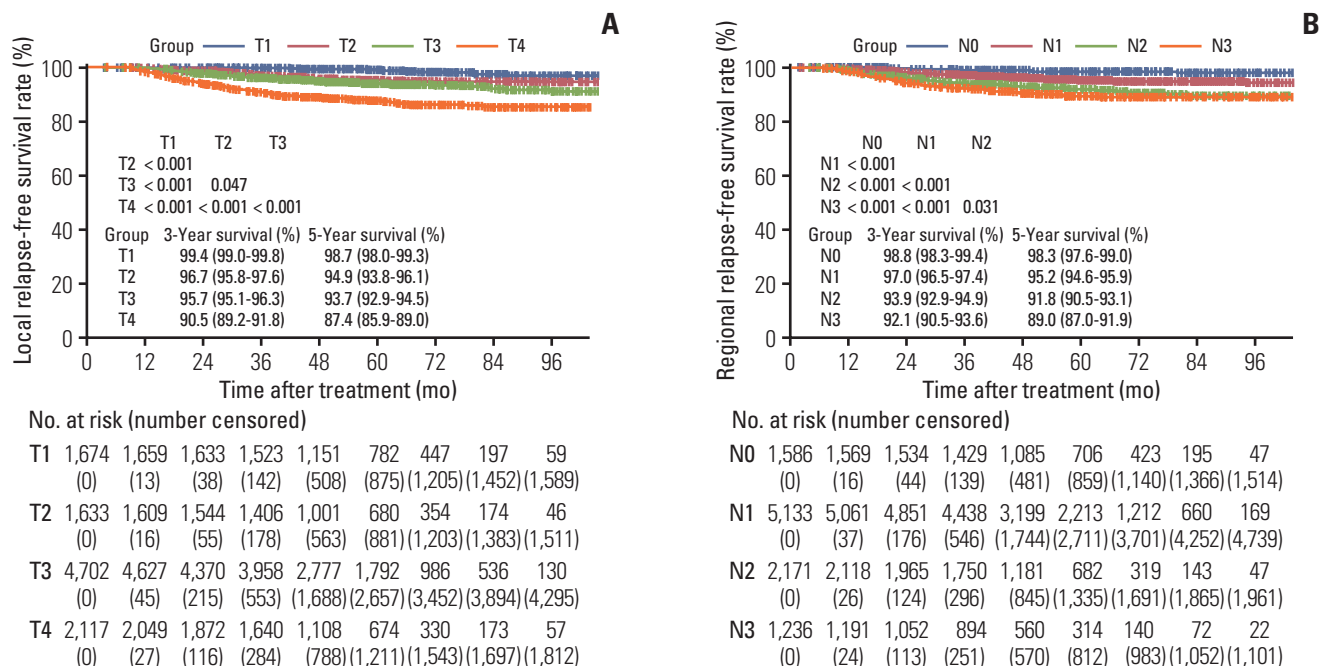 A
Group T1 T2 T3 T4
Local relapse-free survival rate (%)
100
80
60
40
20
0
T1 T2 T3
T2 < 0.001
T3 < 0.001 0.047
T4 < 0.001 < 0.001 < 0.001
Group 3-Year survival (%) 5-Year survival (%)
T1 99.4 (99.0-99.8) 98.7 (98.0-99.3)
T2 96.7 (95.8-97.6) 94.9 (93.8-96.1)
T3 95.7 (95.1-96.3) 93.7 (92.9-94.5)
T4 90.5 (89.2-91.8) 87.4 (85.9-89.0)
0 12 24 36 48 60 72 84 96
Time after treatment (mo)
No. at risk (number censored)
T1 1,674 1,659 1,633 1,523 1,151 782 447 197 59
(0) (13) (38) (142) (508) (875) (1,205) (1,452) (1,589)
T2 1,633 1,609 1,544 1,406 1,001 680 354 174 46
(0) (16) (55) (178) (563) (881) (1,203) (1,383) (1,511)
T3 4,702 4,627 4,370 3,958 2,777 1,792 986 536 130
(0) (45) (215) (553) (1,688) (2,657) (3,452) (3,894) (4,295)
T4 2,117 2,049 1,872 1,640 1,108 674 330 173 57
(0) (27) (116) (284) (788) (1,211) (1,543) (1,697) (1,812)
B
Group N0 N1 N2 N3
Regional relapse-free survival rate (%)
100
80
60
40
20
0
N0 N1 N2
N1 < 0.001
N2 < 0.001 < 0.001
N3 < 0.001 < 0.001 0.031
Group 3-Year survival (%) 5-Year survival (%)
N0 98.8 (98.3-99.4) 98.3 (97.6-99.0)
N1 97.0 (96.5-97.4) 95.2 (94.6-95.9)
N2 93.9 (92.9-94.9) 91.8 (90.5-93.1)
N3 92.1 (90.5-93.6) 89.0 (87.0-91.9)
0 12 24 36 48 60 72 84 96
Time after treatment (mo)
No. at risk (number censored)
N0 1,586 1,569 1,534 1,429 1,085 706 423 195 47
(0) (16) (44) (139) (481) (859) (1,140) (1,366) (1,514)
N1 5,133 5,061 4,851 4,438 3,199 2,213 1,212 660 169
(0) (37) (176) (546) (1,744) (2,711) (3,701) (4,252) (4,739)
N2 2,171 2,118 1,965 1,750 1,181 682 319 143 47
(0) (26) (124) (296) (845) (1,335) (1,691) (1,865) (1,961)
N3 1,236 1,191 1,052 894 560 314 140 72 22
(0) (24) (113) (251) (570) (812) (983) (1,052) (1,101)